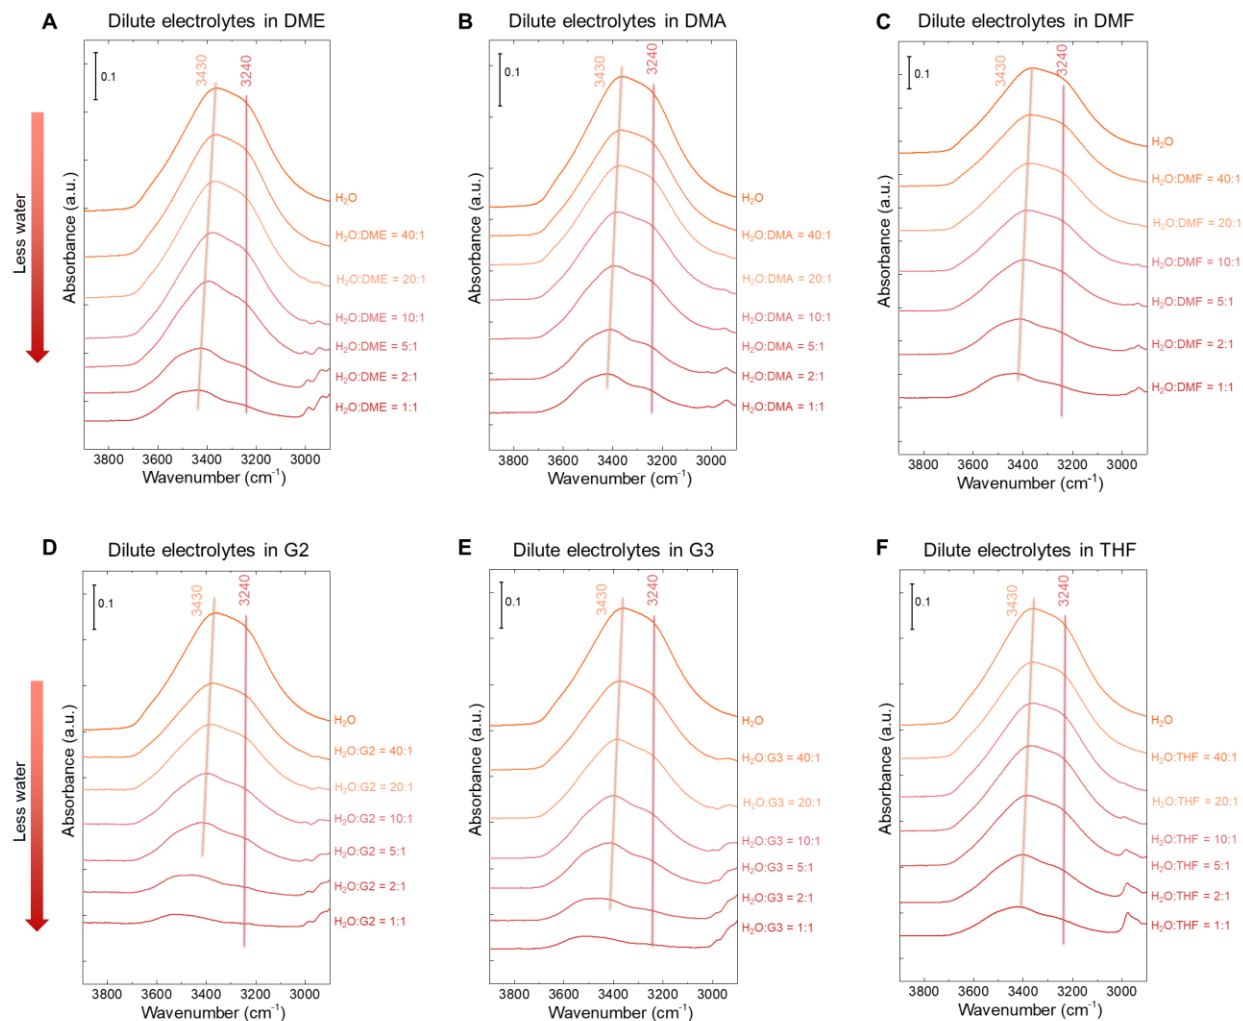 A Dilute electrolytes in DME
3430
3240
0.1
Less water
Absorbance (a.u.)
H₂O
H₂O:DME = 40:1
H₂O:DME = 20:1
H₂O:DME = 10:1
H₂O:DME = 5:1
H₂O:DME = 2:1
H₂O:DME = 1:1
3800 3600 3400 3200 3000
Wavenumber (cm⁻¹)
B Dilute electrolytes in DMA
3430
3240
0.1
Absorbance (a.u.)
H₂O
H₂O:DMA = 40:1
H₂O:DMA = 20:1
H₂O:DMA = 10:1
H₂O:DMA = 5:1
H₂O:DMA = 2:1
H₂O:DMA = 1:1
3800 3600 3400 3200 3000
Wavenumber (cm⁻¹)
C Dilute electrolytes in DMF
3430
3240
0.1
Absorbance (a.u.)
H₂O
H₂O:DMF = 40:1
H₂O:DMF = 20:1
H₂O:DMF = 10:1
H₂O:DMF = 5:1
H₂O:DMF = 2:1
H₂O:DMF = 1:1
3800 3600 3400 3200 3000
Wavenumber (cm⁻¹)
D Dilute electrolytes in G2
3430
3240
0.1
Less water
Absorbance (a.u.)
H₂O
H₂O:G2 = 40:1
H₂O:G2 = 20:1
H₂O:G2 = 10:1
H₂O:G2 = 5:1
H₂O:G2 = 2:1
H₂O:G2 = 1:1
3800 3600 3400 3200 3000
Wavenumber (cm⁻¹)
E Dilute electrolytes in G3
3430
3240
0.1
Absorbance (a.u.)
H₂O
H₂O:G3 = 40:1
H₂O:G3 = 20:1
H₂O:G3 = 10:1
H₂O:G3 = 5:1
H₂O:G3 = 2:1
H₂O:G3 = 1:1
3800 3600 3400 3200 3000
Wavenumber (cm⁻¹)
F Dilute electrolytes in THF
3430
3240
0.1
Absorbance (a.u.)
H₂O
H₂O:THF = 40:1
H₂O:THF = 20:1
H₂O:THF = 10:1
H₂O:THF = 5:1
H₂O:THF = 2:1
H₂O:THF = 1:1
3800 3600 3400 3200 3000
Wavenumber (cm⁻¹)